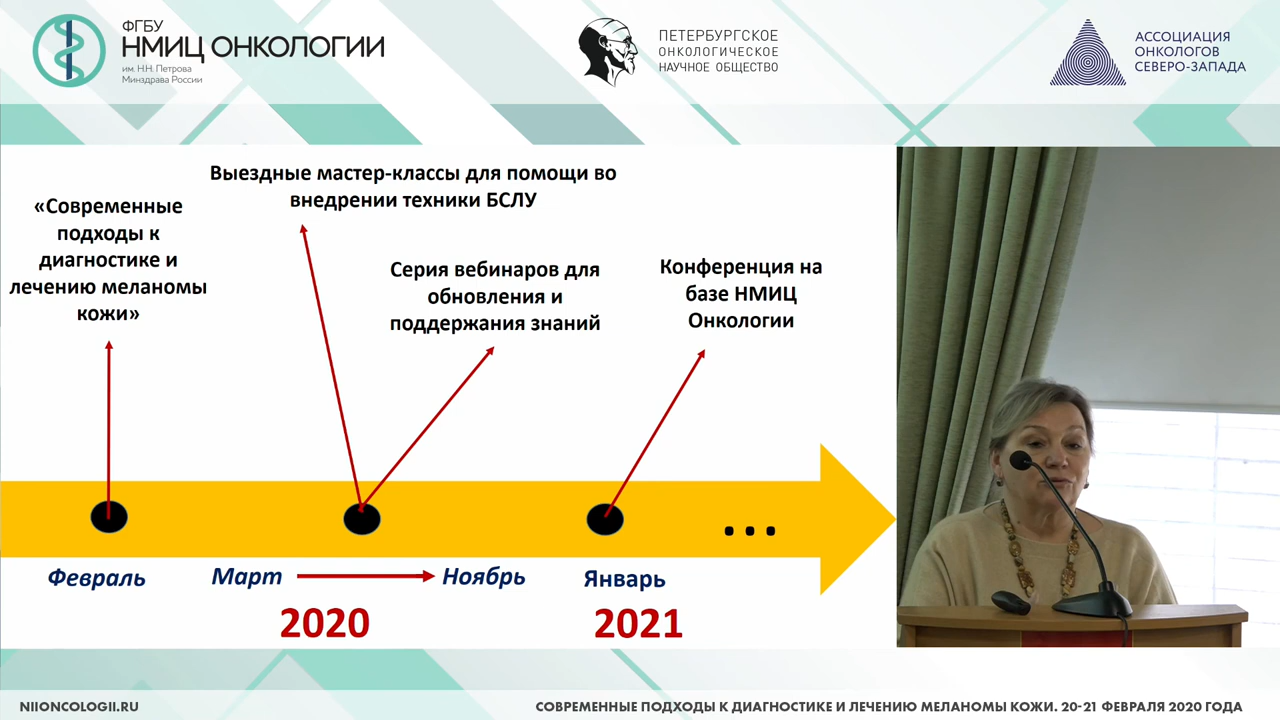 ФГБУ
НМИЦ ОНКОЛОГИИ
им. Н.Н. Петрова
Минздрава России
ПЕТЕРБУРГСКОЕ
ОНКОЛОГИЧЕСКОЕ
НАУЧНОЕ ОБЩЕСТВО
АССОЦИАЦИЯ
ОНКОЛОГОВ
СЕВЕРО-ЗАПАДА
«Современные
подходы к
диагностике и
лечению меланомы
кожи»
Выездные мастер-классы для помощи во
внедрении техники БСЛУ
Серия вебинаров для
обновления и
поддержания знаний
Конференция на
базе НМИЦ
Онкологии
...
Февраль
Март
Ноябрь
Январь
2020
2021
NIIONCOLOGII.RU
СОВРЕМЕННЫЕ ПОДХОДЫ К ДИАГНОСТИКЕ И ЛЕЧЕНИЮ МЕЛАНОМЫ КОЖИ. 20-21 ФЕВРАЛЯ 2020 ГОДА